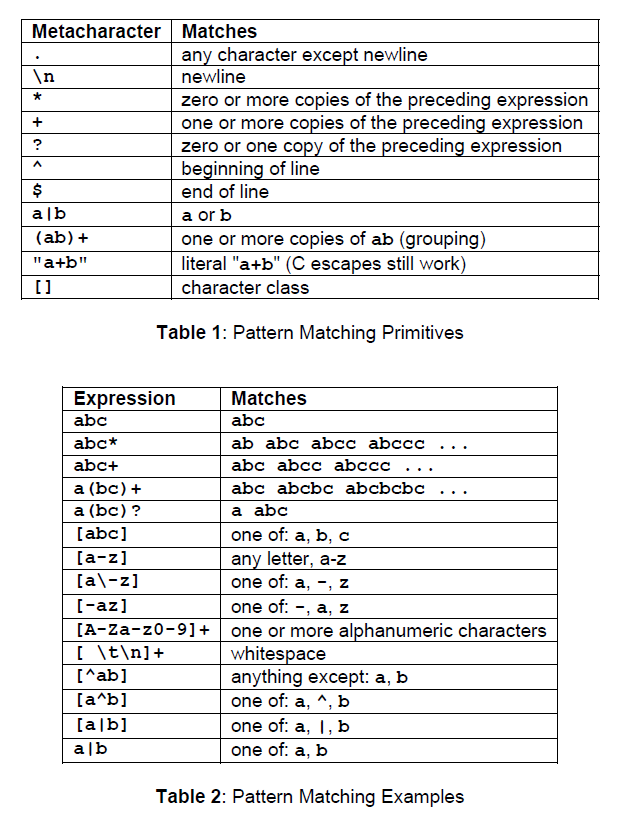 Metacharacter Matches
. any character except newline
\n newline
* zero or more copies of the preceding expression
+ one or more copies of the preceding expression
? zero or one copy of the preceding expression
^ beginning of line
$ end of line
a|b a or b
(ab)+ one or more copies of ab (grouping)
"a+b" literal "a+b" (C escapes still work)
[] character class
Table 1: Pattern Matching Primitives
Expression Matches
abc abc
abc* ab abc abcc abccc ...
abc+ abc abcc abccc ...
a(bc)+ abc abcbc abcbcbc ...
a(bc)? a abc
[abc] one of: a, b, c
[a-z] any letter, a-z
[a\-z] one of: a, -, z
[-az] one of: -, a, z
[A-Za-z0-9]+ one or more alphanumeric characters
[ \t\n]+ whitespace
[^ab] anything except: a, b
[a^b] one of: a, ^, b
[a|b] one of: a, |, b
a|b one of: a, b
Table 2: Pattern Matching Examples